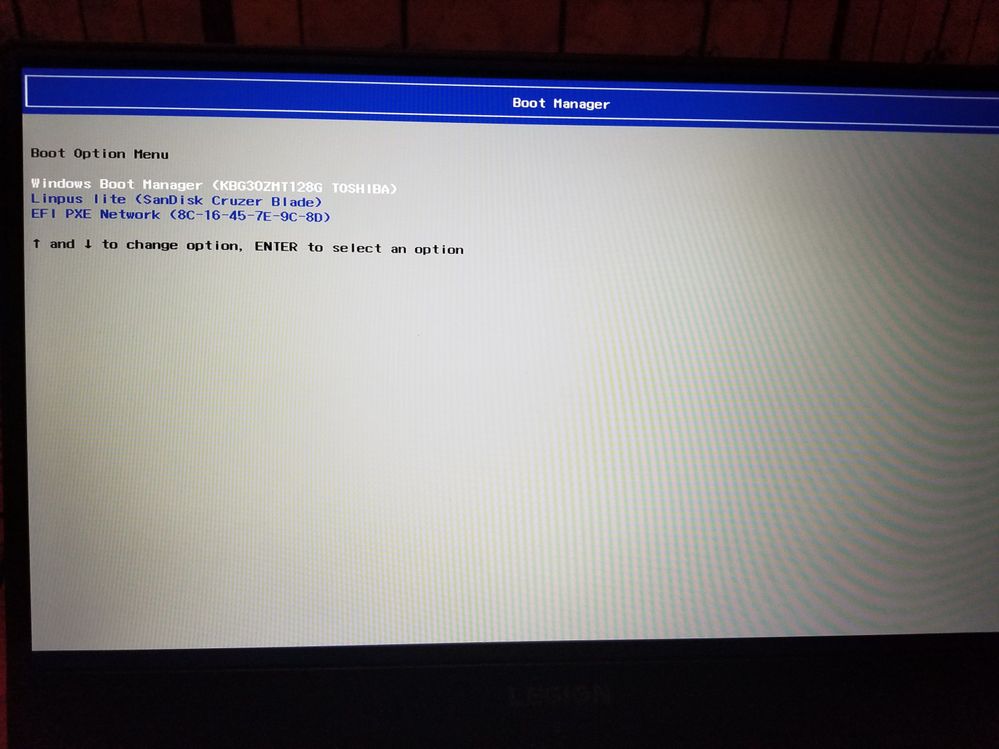 Boot Manager
Boot Option Menu
Windows Boot Manager (KBG30ZMT128G TOSHIBA)
Linpus lite (SanDisk Cruzer Blade)
EFI PXE Network (8C-16-45-7E-9C-8D)
↑ and ↓ to change option, ENTER to select an option
LEGION